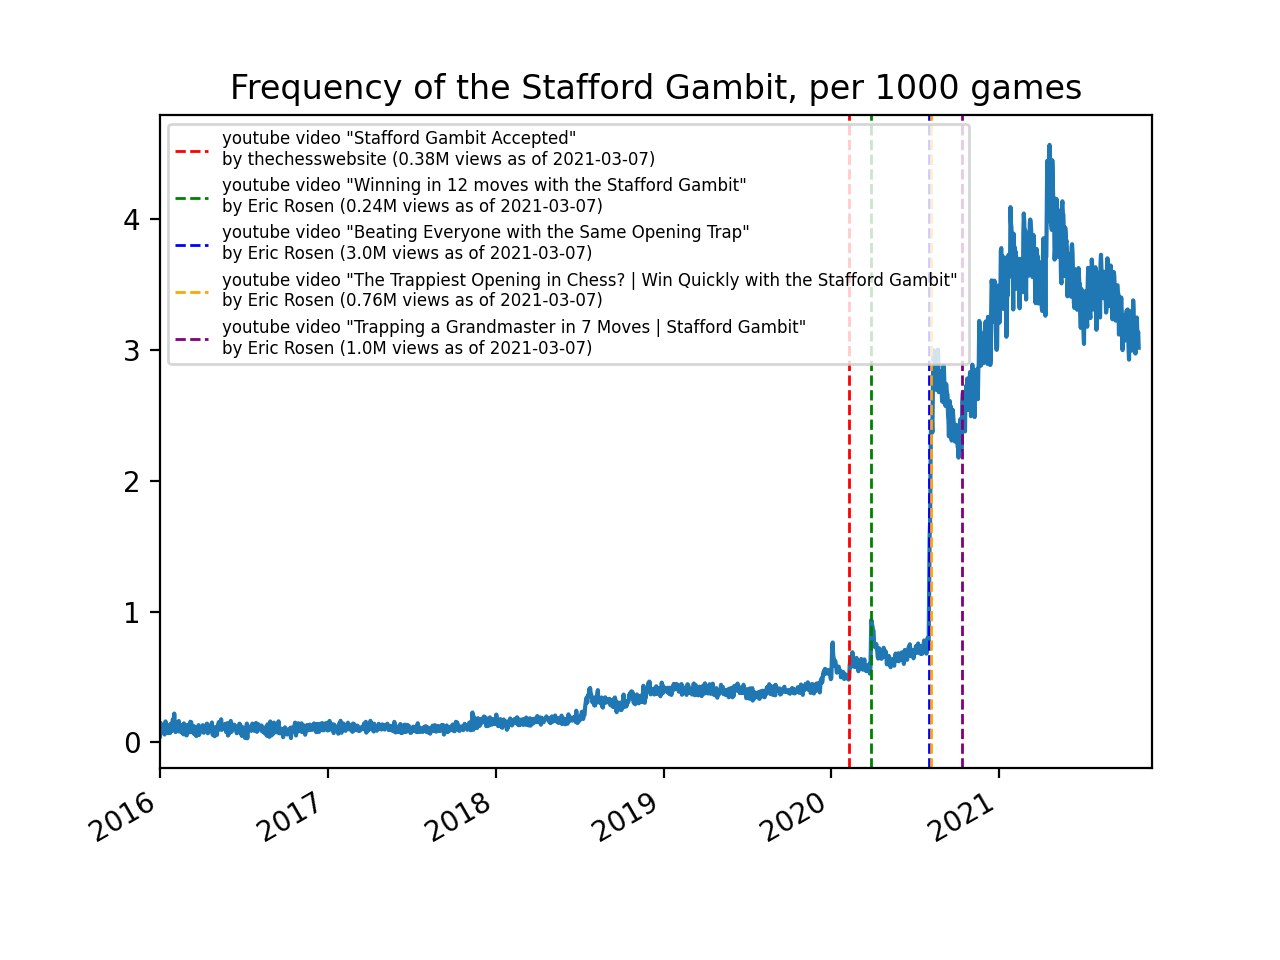 Frequency of the Stafford Gambit, per 1000 games
youtube video "Stafford Gambit Accepted"
by thechesswebsite (0.38M views as of 2021-03-07)
youtube video "Winning in 12 moves with the Stafford Gambit"
by Eric Rosen (0.24M views as of 2021-03-07)
youtube video "Beating Everyone with the Same Opening Trap"
by Eric Rosen (3.0M views as of 2021-03-07)
youtube video "The Trappiest Opening in Chess? | Win Quickly with the Stafford Gambit"
by Eric Rosen (0.76M views as of 2021-03-07)
youtube video "Trapping a Grandmaster in 7 Moves | Stafford Gambit"
by Eric Rosen (1.0M views as of 2021-03-07)
4
3
2
1
0
2016
2017
2018
2019
2020
2021